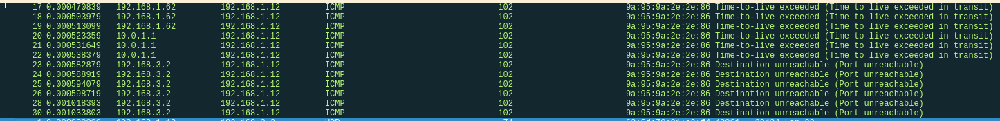 17 0.000470839 192.168.1.62 192.168.1.12 ICMP 102 9a:95:9a:2e:2e:86 Time-to-live exceeded (Time to live exceeded in transit)
18 0.000503979 192.168.1.62 192.168.1.12 ICMP 102 9a:95:9a:2e:2e:86 Time-to-live exceeded (Time to live exceeded in transit)
19 0.000513099 192.168.1.62 192.168.1.12 ICMP 102 9a:95:9a:2e:2e:86 Time-to-live exceeded (Time to live exceeded in transit)
20 0.000523359 10.0.1.1 192.168.1.12 ICMP 102 9a:95:9a:2e:2e:86 Time-to-live exceeded (Time to live exceeded in transit)
21 0.000531649 10.0.1.1 192.168.1.12 ICMP 102 9a:95:9a:2e:2e:86 Time-to-live exceeded (Time to live exceeded in transit)
22 0.000538379 10.0.1.1 192.168.1.12 ICMP 102 9a:95:9a:2e:2e:86 Time-to-live exceeded (Time to live exceeded in transit)
23 0.000582879 192.168.3.2 192.168.1.12 ICMP 102 9a:95:9a:2e:2e:86 Destination unreachable (Port unreachable)
24 0.000588919 192.168.3.2 192.168.1.12 ICMP 102 9a:95:9a:2e:2e:86 Destination unreachable (Port unreachable)
25 0.000594079 192.168.3.2 192.168.1.12 ICMP 102 9a:95:9a:2e:2e:86 Destination unreachable (Port unreachable)
26 0.000598719 192.168.3.2 192.168.1.12 ICMP 102 9a:95:9a:2e:2e:86 Destination unreachable (Port unreachable)
28 0.001018393 192.168.3.2 192.168.1.12 ICMP 102 9a:95:9a:2e:2e:86 Destination unreachable (Port unreachable)
30 0.001033803 192.168.3.2 192.168.1.12 ICMP 102 9a:95:9a:2e:2e:86 Destination unreachable (Port unreachable)